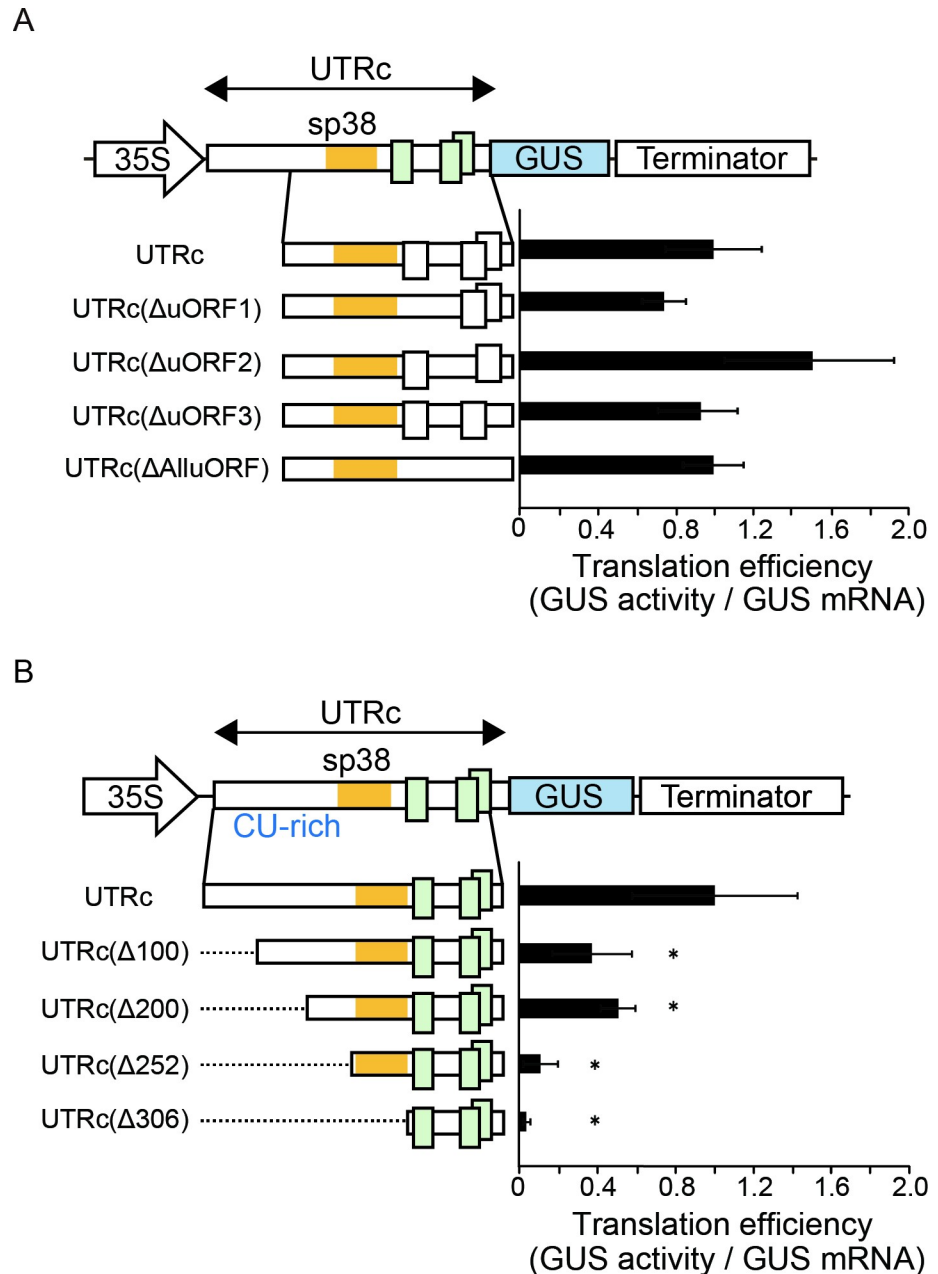 A
UTRc
sp38
35S GUS Terminator
UTRc
UTRc(ΔuORF1)
UTRc(ΔuORF2)
UTRc(ΔuORF3)
UTRc(ΔAlluORF)
0 0.4 0.8 1.2 1.6 2.0
Translation efficiency
(GUS activity / GUS mRNA)
B
UTRc
sp38
35S GUS Terminator
CU-rich
UTRc
UTRc(Δ100) *
UTRc(Δ200) *
UTRc(Δ252) *
UTRc(Δ306) *
0 0.4 0.8 1.2 1.6 2.0
Translation efficiency
(GUS activity / GUS mRNA)